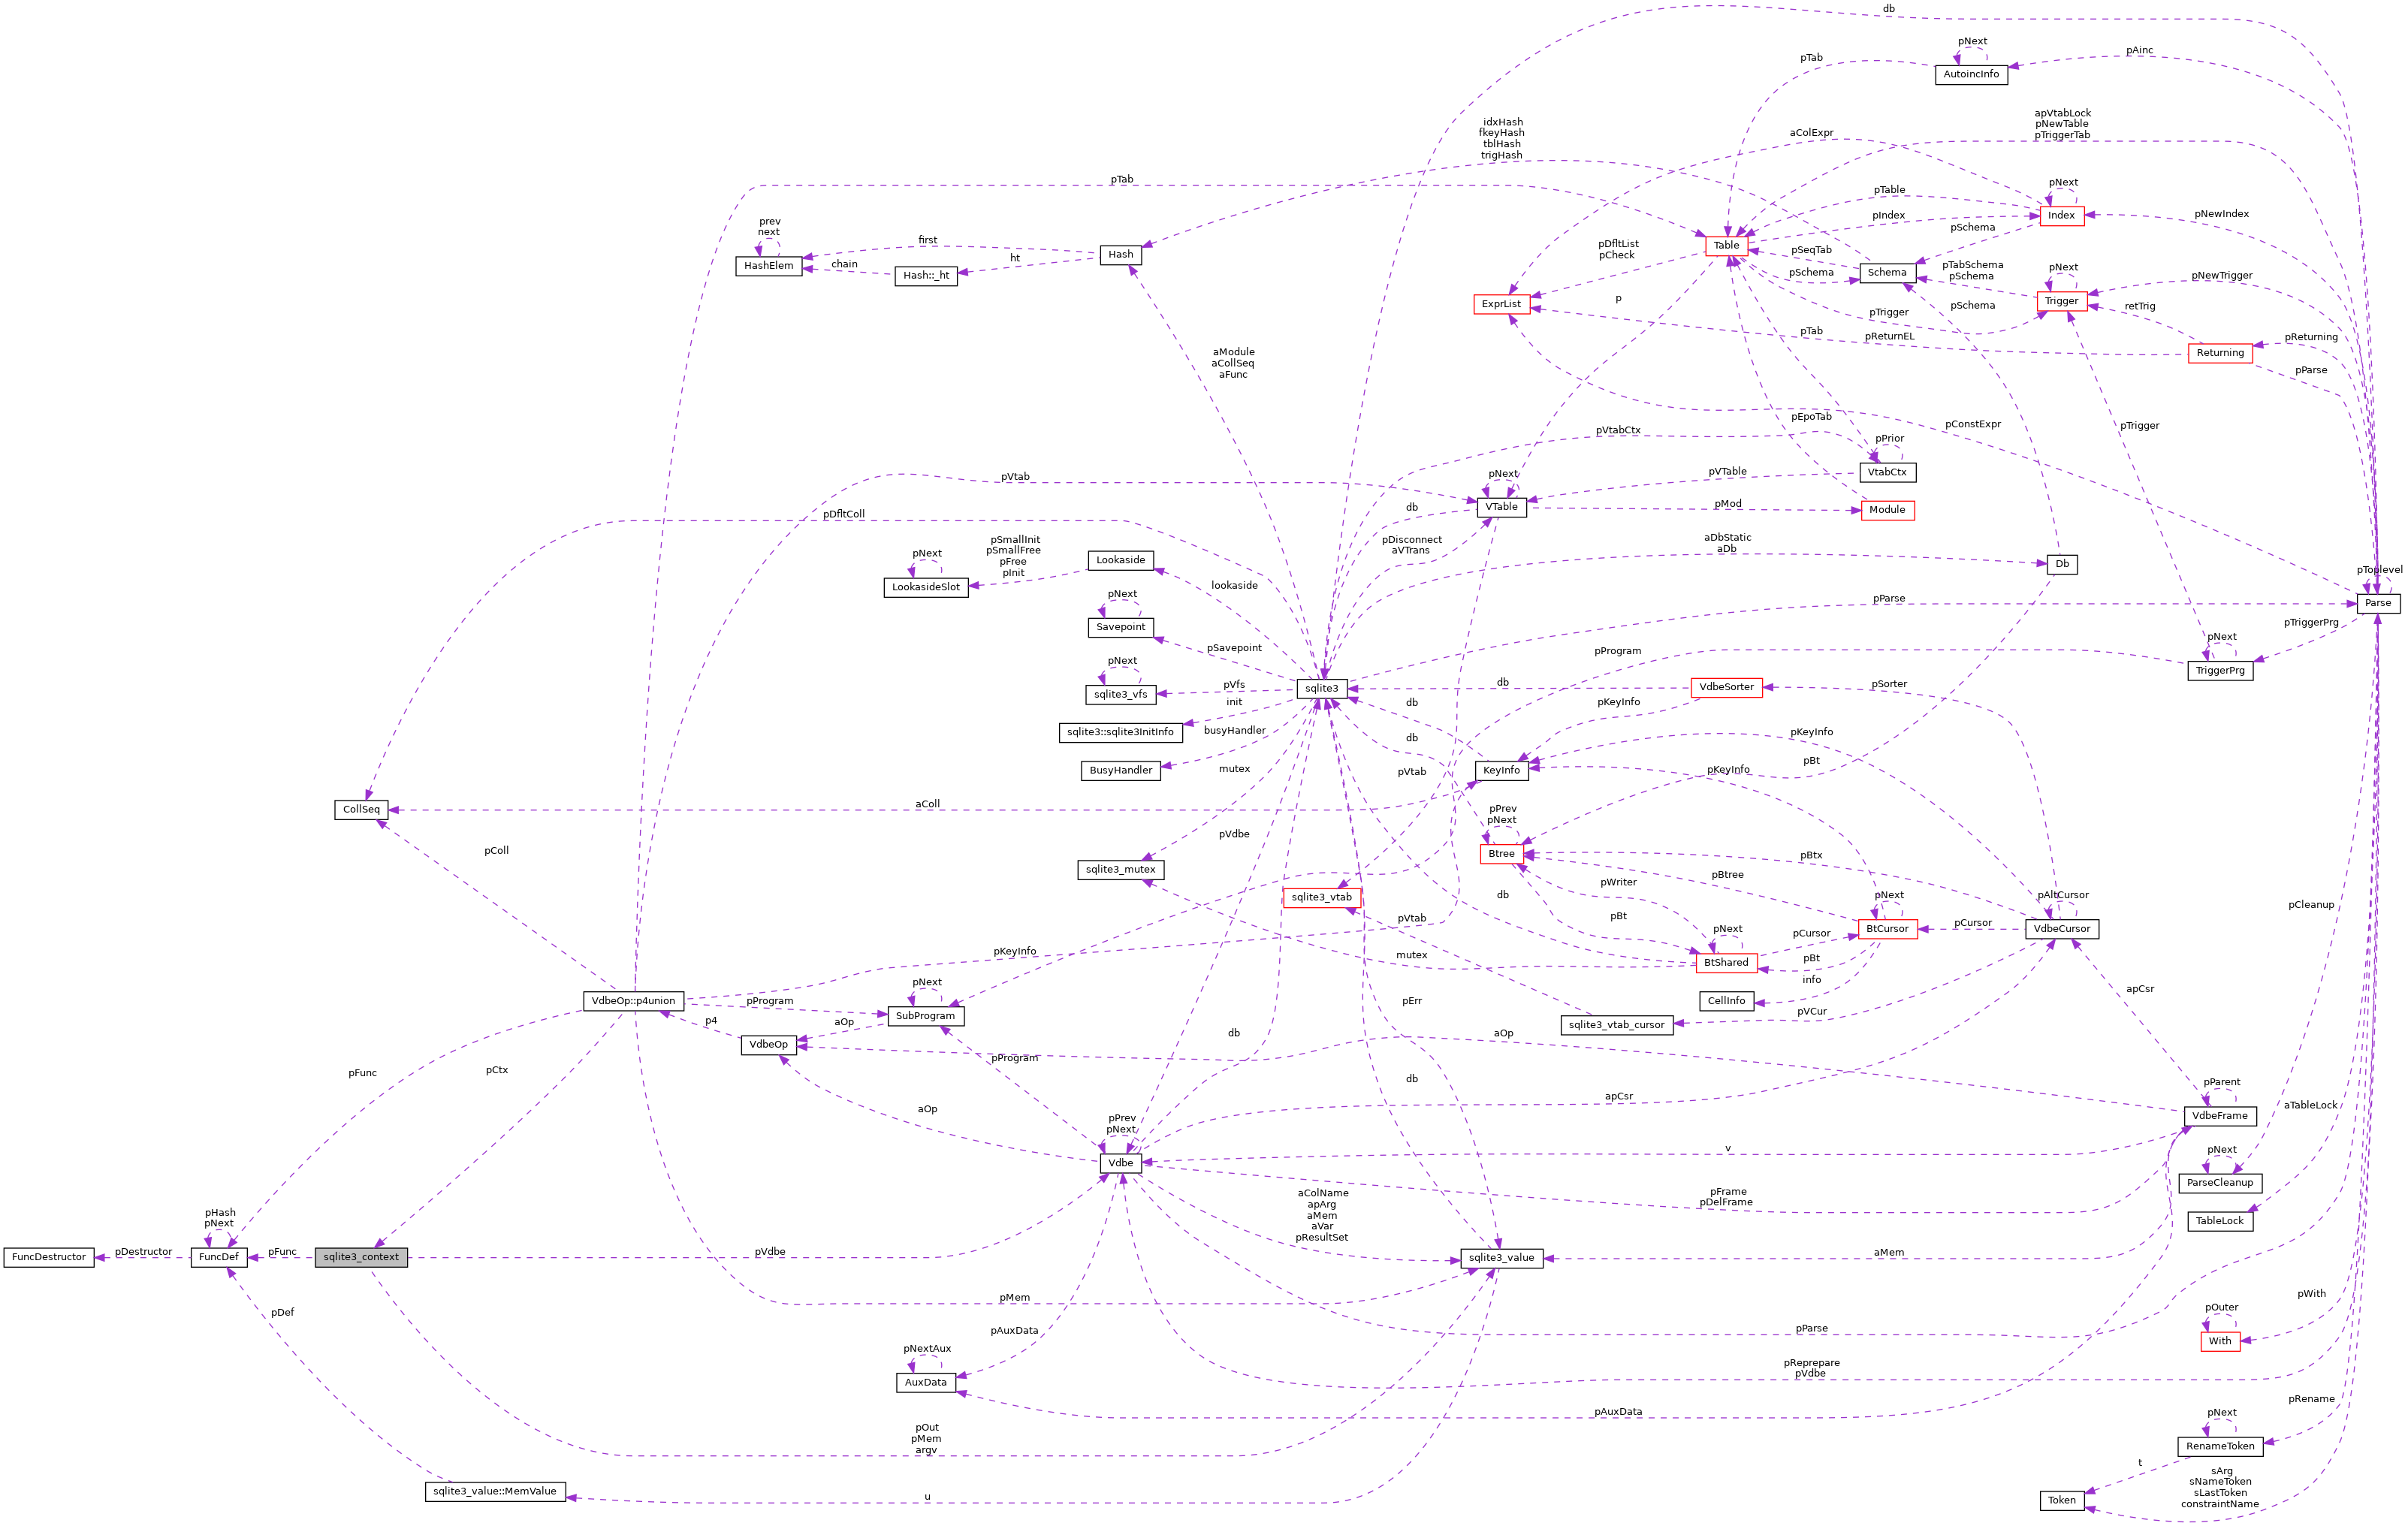 db
pNext
pAinc
pTab
AutoincInfo
idxHash
fkeyHash
tblHash
trigHash
aColExpr
apVtabLock
pNewTable
pTriggerTab
pTab
pTable
pNext
pIndex
Index
pNewIndex
prev
next
first
HashElem
chain
Hash::_ht
ht
Hash
pDfltList
pCheck
Table
pSeqTab
pSchema
pSchema
Schema
pTabSchema
pSchema
pNext
pNewTrigger
ExprList
pTrigger
pSchema
Trigger
retTrig
pTab
pReturnEL
Returning
pReturning
p
aModule
aCollSeq
aFunc
pParse
pEpoTab
pConstExpr
pTrigger
pVtabCtx
pPrior
pVtab
pNext
pVTable
VtabCtx
pDfltColl
db
VTable
pMod
Module
pSmallInit
pSmallFree
pFree
pInit
pNext
LookasideSlot
Lookaside
lookaside
pDisconnect
aVTrans
aDbStatic
aDb
Db
pToplevel
Parse
pNext
Savepoint
pSavepoint
pParse
pTriggerPrg
pNext
sqlite3_vfs
pVfs
sqlite3
pProgram
pNext
TriggerPrg
db
VdbeSorter
pSorter
init
sqlite3::sqlite3InitInfo
busyHandler
db
pKeyInfo
BusyHandler
mutex
db
pKeyInfo
pVtab
KeyInfo
pKeyInfo
pBt
CollSeq
aColl
pPrev
pNext
pColl
pVdbe
Btree
pBtx
sqlite3_mutex
pBtree
sqlite3_vtab
db
pWriter
pNext
pAltCursor
pCleanup
pVtab
pBt
pNext
pCursor
BtCursor
pCursor
VdbeCursor
pKeyInfo
mutex
BtShared
pBt
info
apCsr
VdbeOp::p4union
pProgram
pNext
SubProgram
pErr
CellInfo
pVCur
sqlite3_vtab_cursor
p4
aOp
VdbeOp
db
aOp
pFunc
pCtx
pProgram
db
apCsr
pParent
aOp
pPrev
pNext
aTableLock
VdbeFrame
Vdbe
v
pNext
ParseCleanup
aColName
apArg
aMem
aVar
pResultSet
pFrame
pDelFrame
TableLock
pHash
pNext
FuncDestructor
pDestructor
FuncDef
pFunc
sqlite3_context
pVdbe
sqlite3_value
aMem
pMem
pWith
pDef
pOuter
pAuxData
pParse
With
pNextAux
AuxData
pReprepare
pVdbe
pRename
pAuxData
pNext
pOut
pMem
argv
RenameToken
t
sqlite3_value::MemValue
u
Token
sArg
sNameToken
sLastToken
constraintName